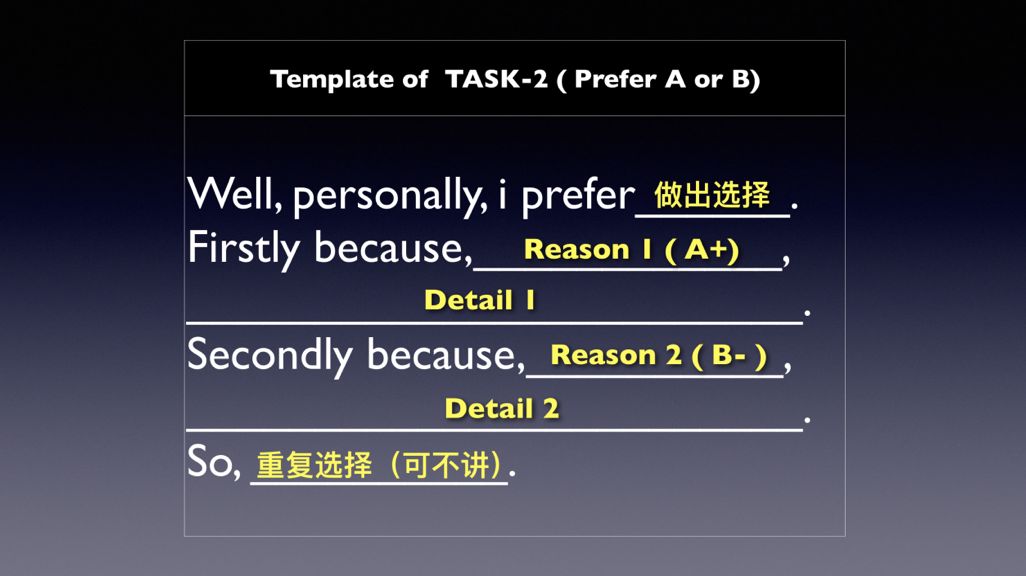 Template of TASK-2 ( Prefer A or B)
Well, personally, i prefer 做出选择.
Firstly because, Reason 1 ( A+),
Detail 1.
Secondly because, Reason 2 ( B- ),
Detail 2.
So, 重复选择（可不讲）.